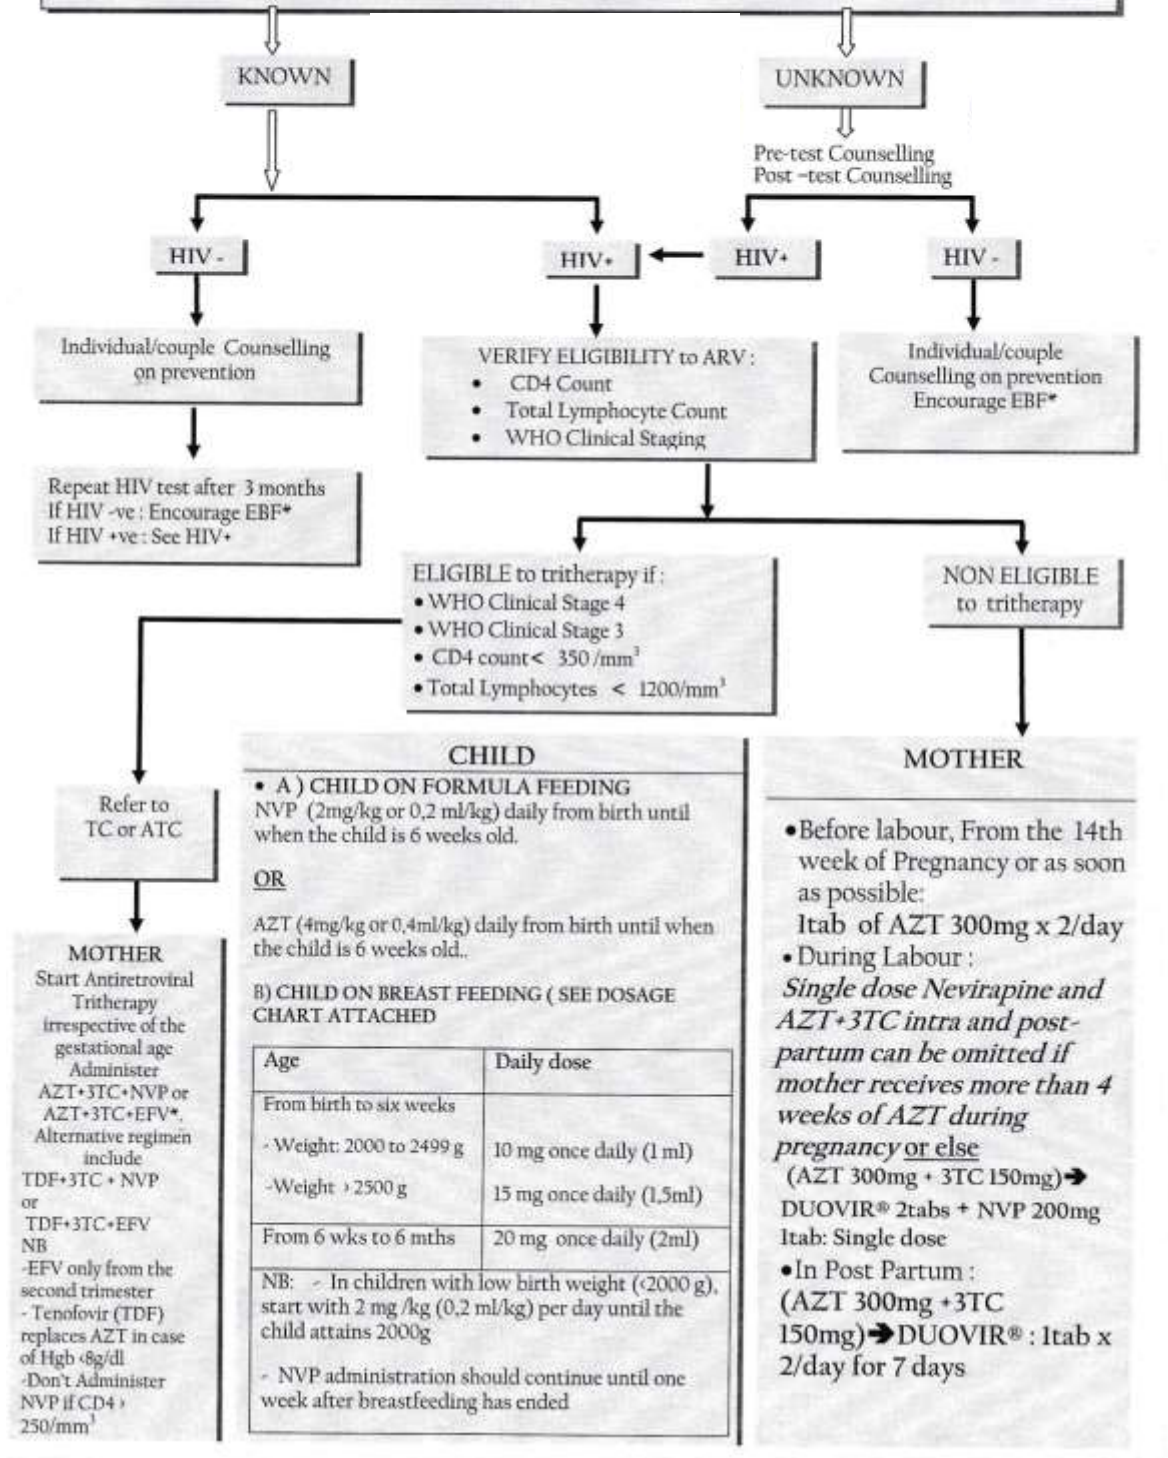 KNOWN
UNKNOWN
Pre-test Counselling
Post -test Counselling
HIV -
HIV+
HIV+
HIV -
Individual/couple Counselling
on prevention
VERIFY ELIGIBILITY to ARV :
• CD4 Count
• Total Lymphocyte Count
• WHO Clinical Staging
Individual/couple
Counselling on prevention
Encourage EBF*
Repeat HIV test after 3 months
If HIV -ve : Encourage EBF*
If HIV +ve : See HIV+
ELIGIBLE to tritherapy if :
• WHO Clinical Stage 4
• WHO Clinical Stage 3
• CD4 count< 350 /mm³
• Total Lymphocytes < 1200/mm³
NON ELIGIBLE
to tritherapy
Refer to
TC or ATC
MOTHER
Start Antiretroviral
Tritherapy
irrespective of the
gestational age
Administer
AZT+3TC+NVP or
AZT+3TC+EFV*.
Alternative regimen
include
TDF+3TC + NVP
or
TDF+3TC+EFV
NB
-EFV only from the
second trimester
- Tenofovir (TDF)
replaces AZT in case
of Hgb <8g/dl
-Don't Administer
NVP if CD4 >
250/mm³
CHILD
• A ) CHILD ON FORMULA FEEDING
NVP (2mg/kg or 0,2 ml/kg) daily from birth until
when the child is 6 weeks old.
OR
AZT (4mg/kg or 0,4ml/kg) daily from birth until when
the child is 6 weeks old..
B) CHILD ON BREAST FEEDING ( SEE DOSAGE
CHART ATTACHED
Age Daily dose
From birth to six weeks
- Weight: 2000 to 2499 g 10 mg once daily (1 ml)
-Weight >2500 g 15 mg once daily (1,5ml)
From 6 wks to 6 mths 20 mg once daily (2ml)
NB: - In children with low birth weight (<2000 g),
start with 2 mg /kg (0,2 ml/kg) per day until the
child attains 2000g
- NVP administration should continue until one
week after breastfeeding has ended
MOTHER
•Before labour, From the 14th
week of Pregnancy or as soon
as possible:
1tab of AZT 300mg x 2/day
• During Labour :
Single dose Nevirapine and
AZT+3TC intra and post-
partum can be omitted if
mother receives more than 4
weeks of AZT during
pregnancy or else
(AZT 300mg + 3TC 150mg)➔
DUOVIR® 2tabs + NVP 200mg
1tab: Single dose
•In Post Partum :
(AZT 300mg +3TC
150mg)➔DUOVIR® : 1tab x
2/day for 7 days